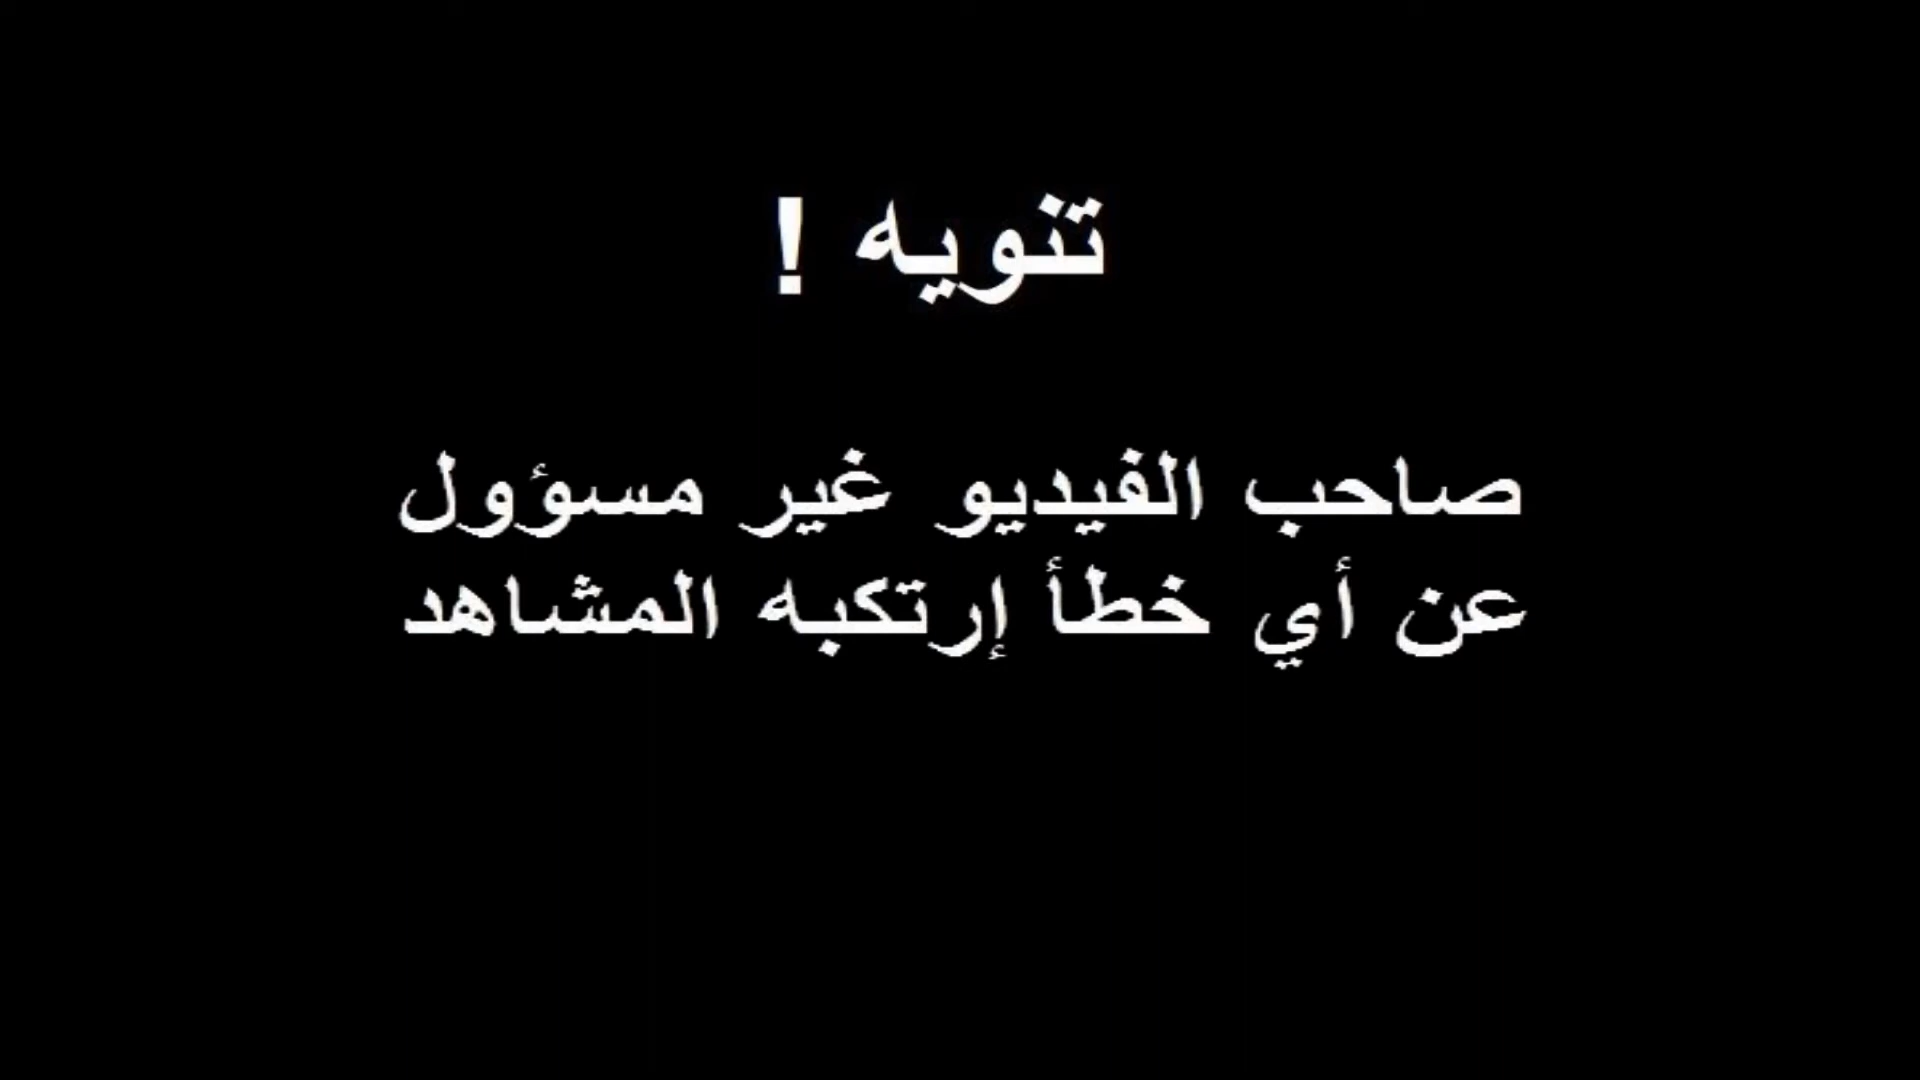 تنويه !
صاحب الفيديو غير مسؤول
عن أي خطأ إرتكبه المشاهد